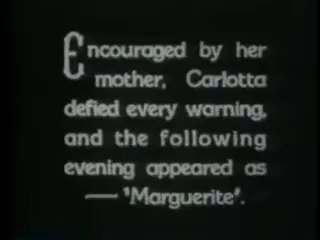 Encouraged by her
mother, Carlotta
defied every warning,
and the following
evening appeared as
— 'Marguerite'.